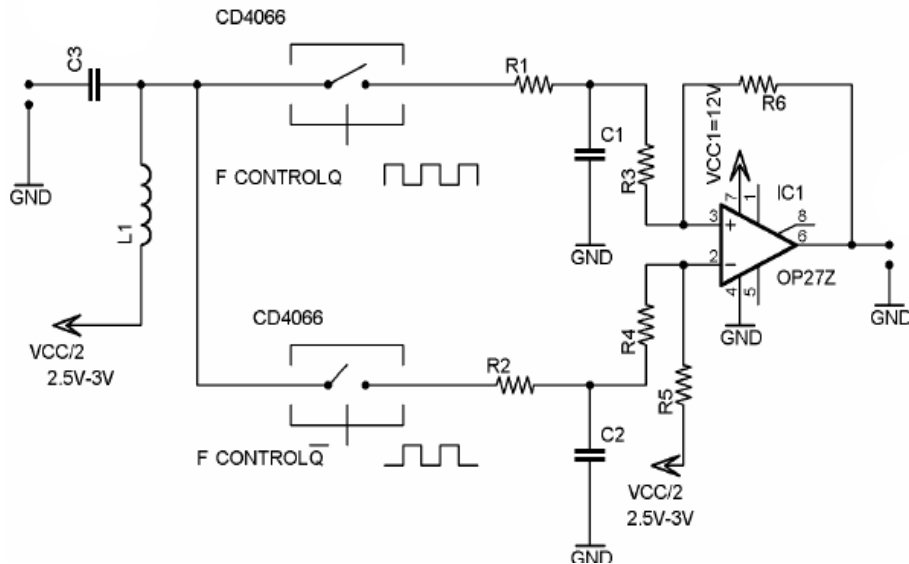 CD4066
C3
R1
R6
C1
VCC1=12V
GND
F CONTROLQ
R3
7
1
IC1
L1
3
+
8
6
2
-
GND
OP27Z
4
5
CD4066
R4
GND
GND
VCC/2
2.5V-3V
R2
R5
C2
F CONTROLQ̅
VCC/2
2.5V-3V
GND